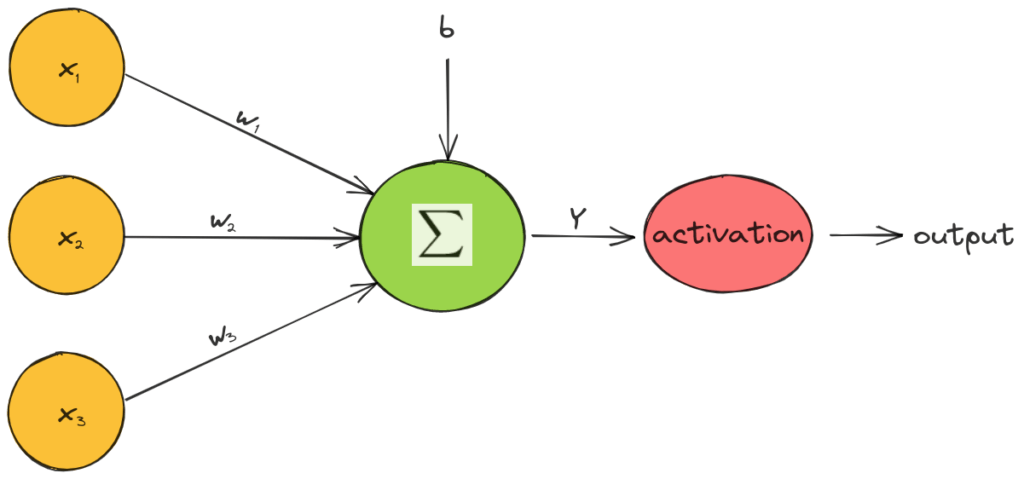 b
x₁
w₁
x₂
w₂
Σ
Y
activation
output
w₃
x₃